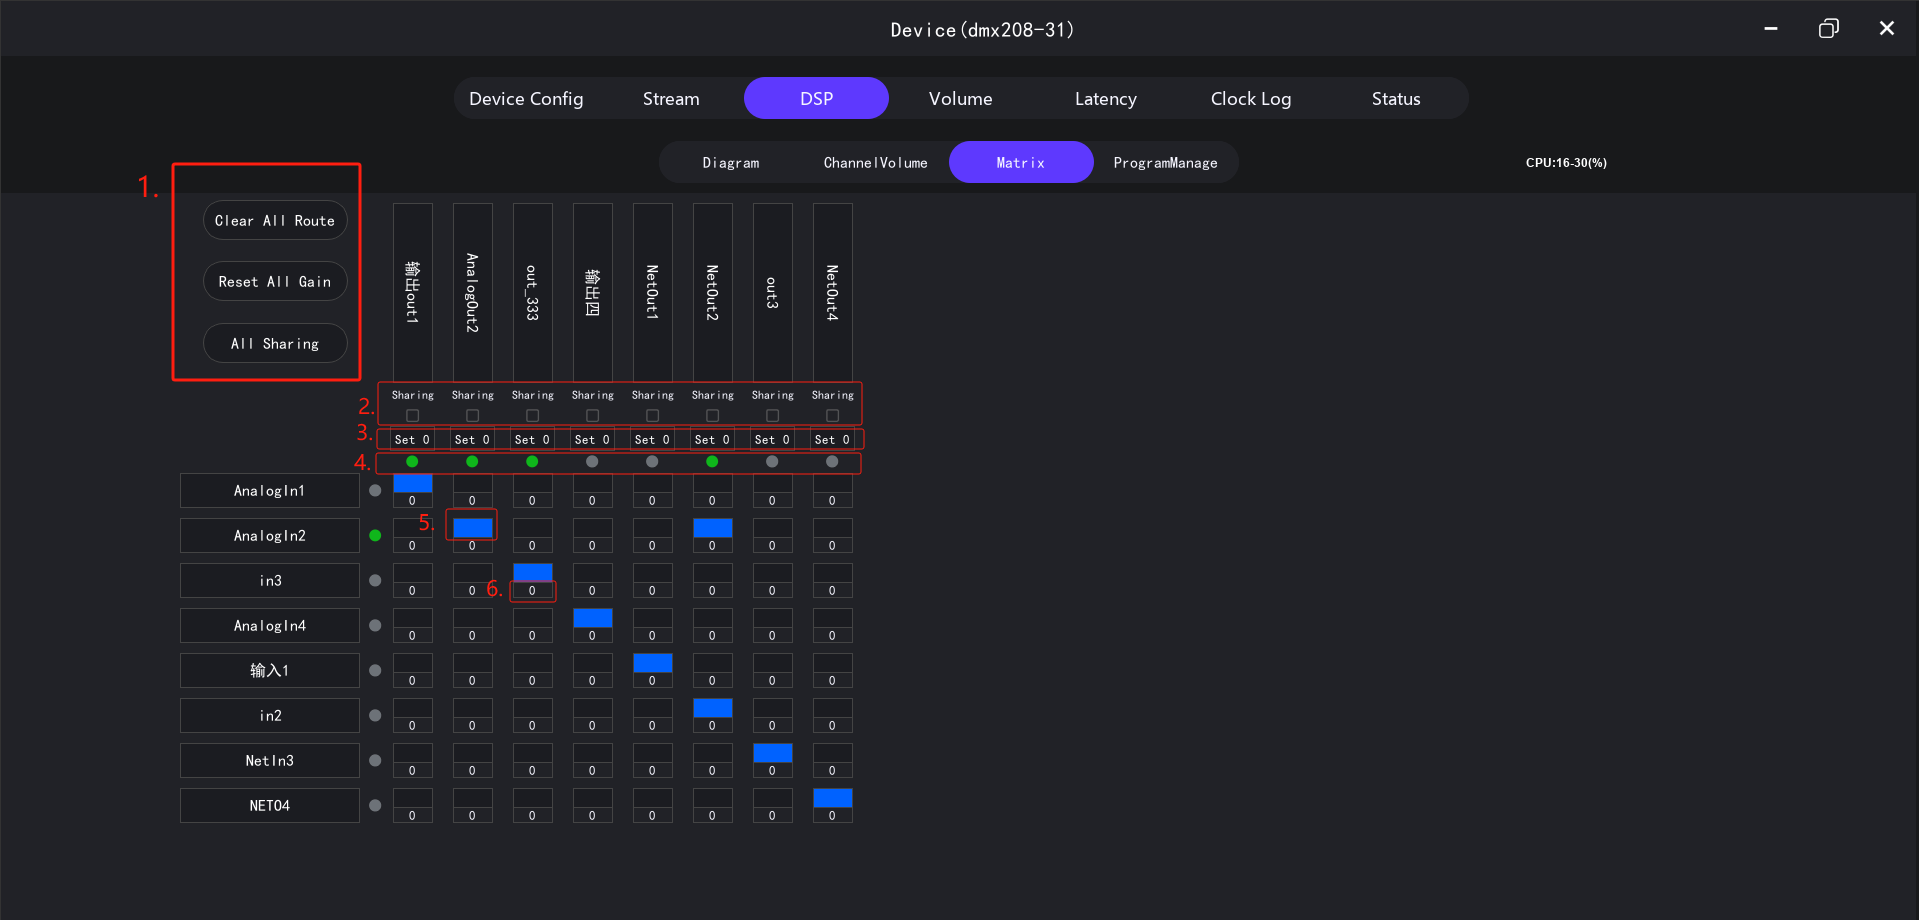 Device(dmx208-31)
Device Config Stream DSP Volume Latency Clock Log Status
Diagram ChannelVolume Matrix ProgramManage CPU:16-30(%)
1.
Clear All Route
Reset All Gain
All Sharing
输出out1
AnalogOut2
out_333
输出四
NetOut1
NetOut2
out3
NetOut4
2. Sharing Sharing Sharing Sharing Sharing Sharing Sharing Sharing
3. Set 0 Set 0 Set 0 Set 0 Set 0 Set 0 Set 0 Set 0
4.
AnalogIn1
0 0 0 0 0 0 0 0
5.
AnalogIn2
0 0 0 0 0 0 0 0
in3
6.
0 0 0 0 0 0 0 0
AnalogIn4
0 0 0 0 0 0 0 0
输入1
0 0 0 0 0 0 0 0
in2
0 0 0 0 0 0 0 0
NetIn3
0 0 0 0 0 0 0 0
NETO4
0 0 0 0 0 0 0 0